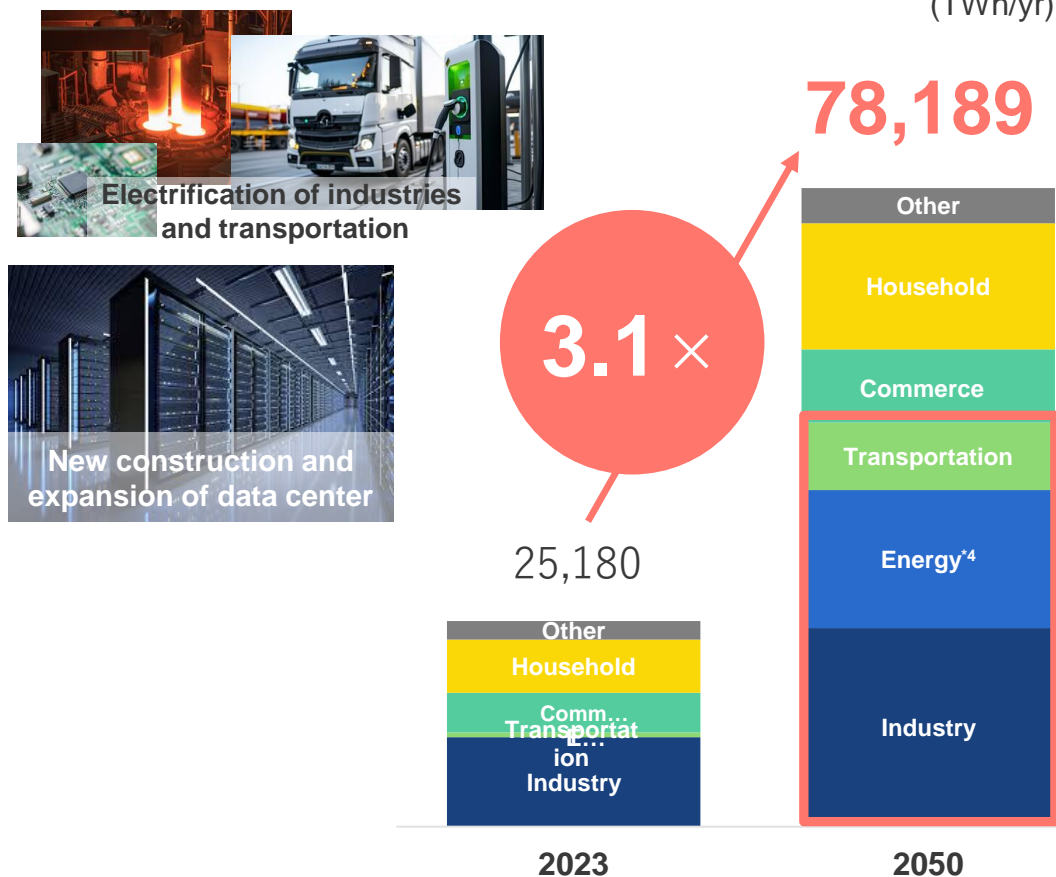 (TWh/yr)
78,189
Electrification of industries
and transportation
3.1 ×
New construction and
expansion of data center
25,180
Other
Household
Comm…
Transportat
E…
ion
Industry
2023
Other
Household
Commerce
Transportation
Energy*4
Industry
2050